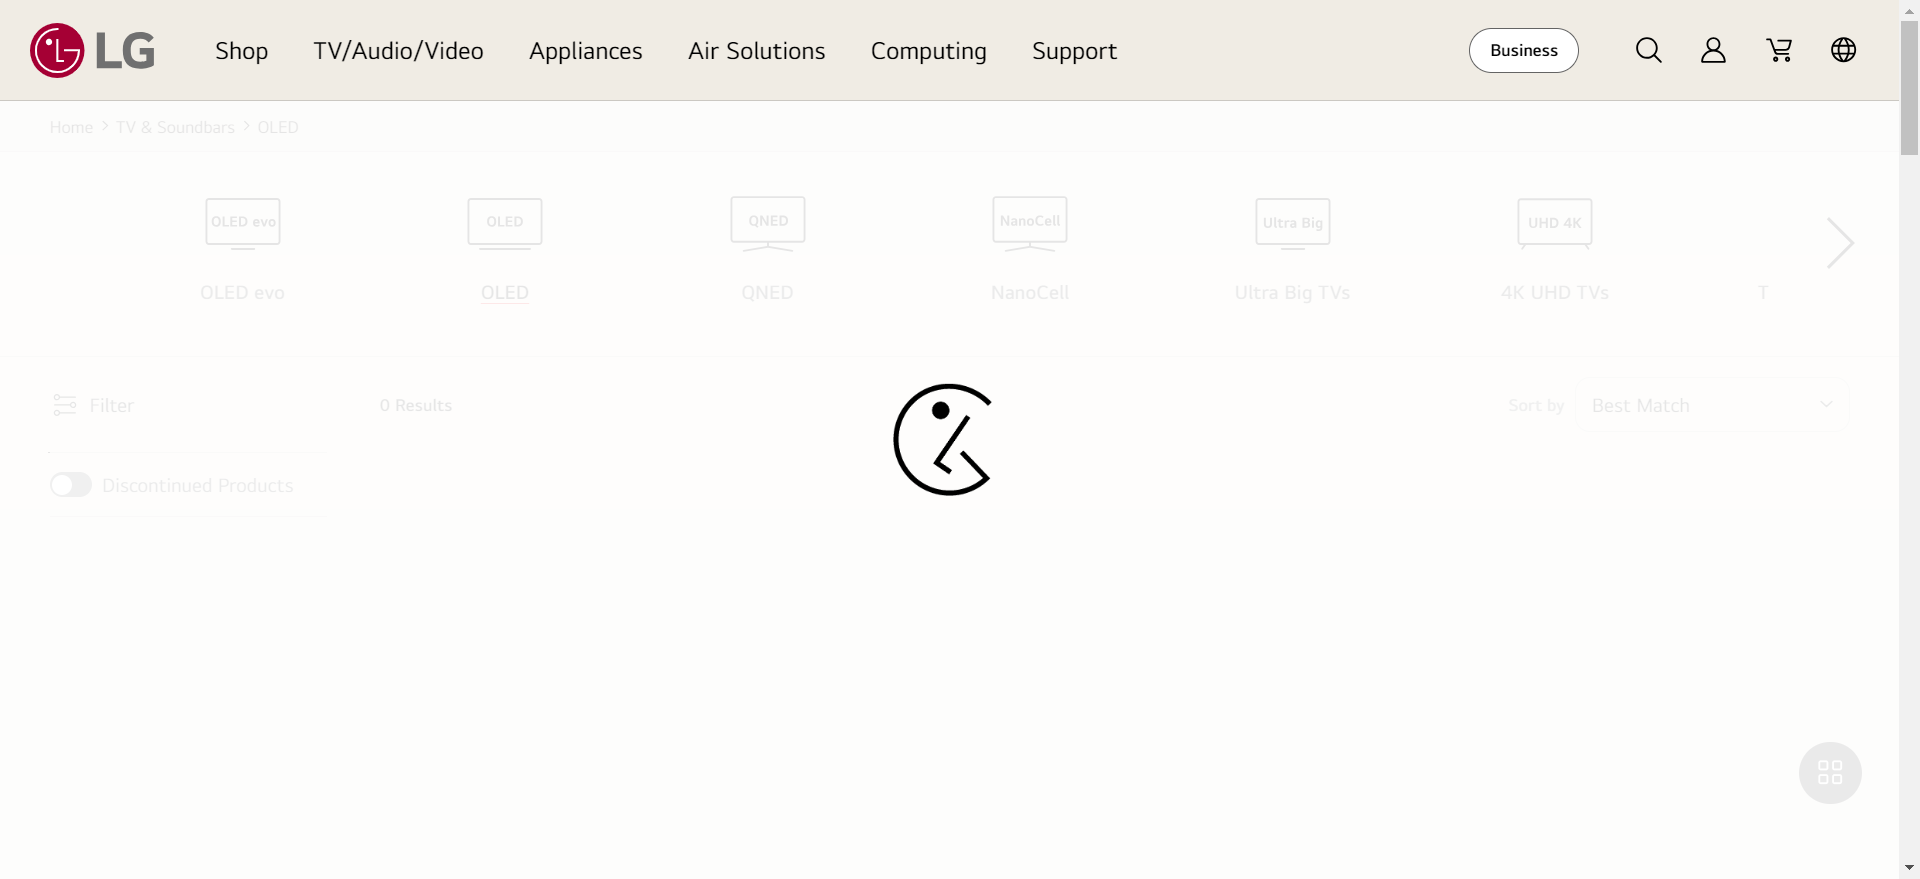 LG Shop TV/Audio/Video Appliances Air Solutions Computing Support Business
Home TV & Soundbars OLED
OLED evo OLED QNED NanoCell Ultra Big UHD 4K
OLED evo OLED QNED NanoCell Ultra Big TVs 4K UHD TVs T
Filter 0 Results Sort by Best Match
Discontinued Products